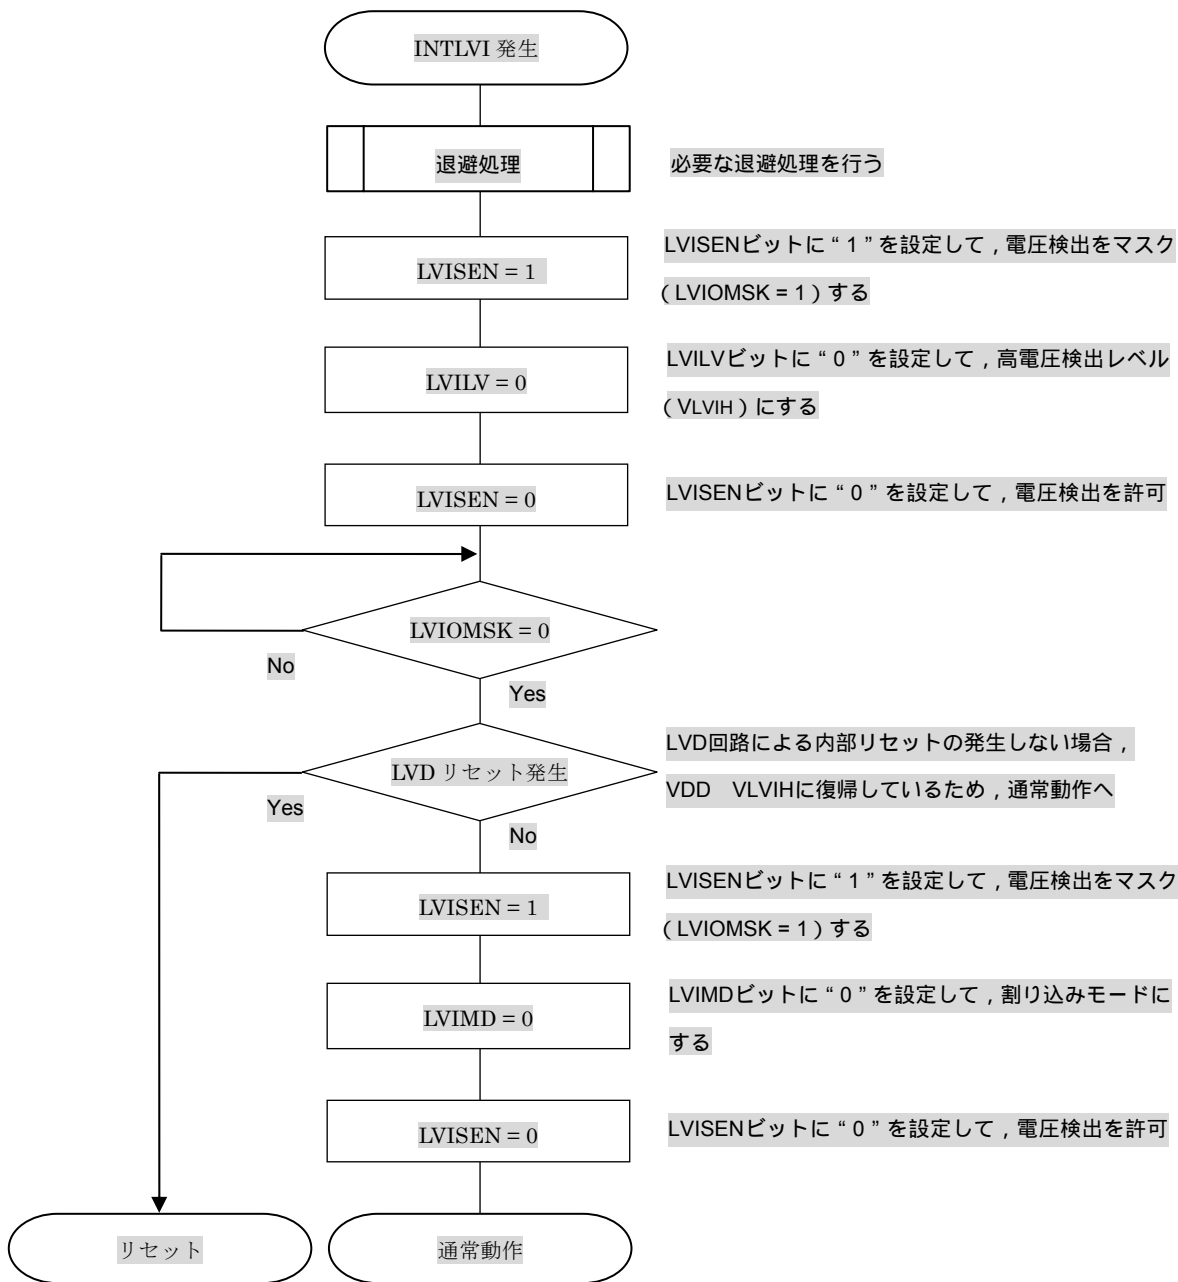 INTLVI 発生
退避処理
必要な退避処理を行う
LVISEN = 1
LVISENビットに“1”を設定して，電圧検出をマスク
（LVIOMSK = 1）する
LVILV = 0
LVILVビットに“0”を設定して，高電圧検出レベル
（VLVIH）にする
LVISEN = 0
LVISENビットに“0”を設定して，電圧検出を許可
LVIOMSK = 0
No
Yes
LVD リセット発生
LVD回路による内部リセットの発生しない場合，
VDD　VLVIHに復帰しているため，通常動作へ
Yes
No
LVISEN = 1
LVISENビットに“1”を設定して，電圧検出をマスク
（LVIOMSK = 1）する
LVIMD = 0
LVIMDビットに“0”を設定して，割り込みモードに
する
LVISEN = 0
LVISENビットに“0”を設定して，電圧検出を許可
リセット
通常動作